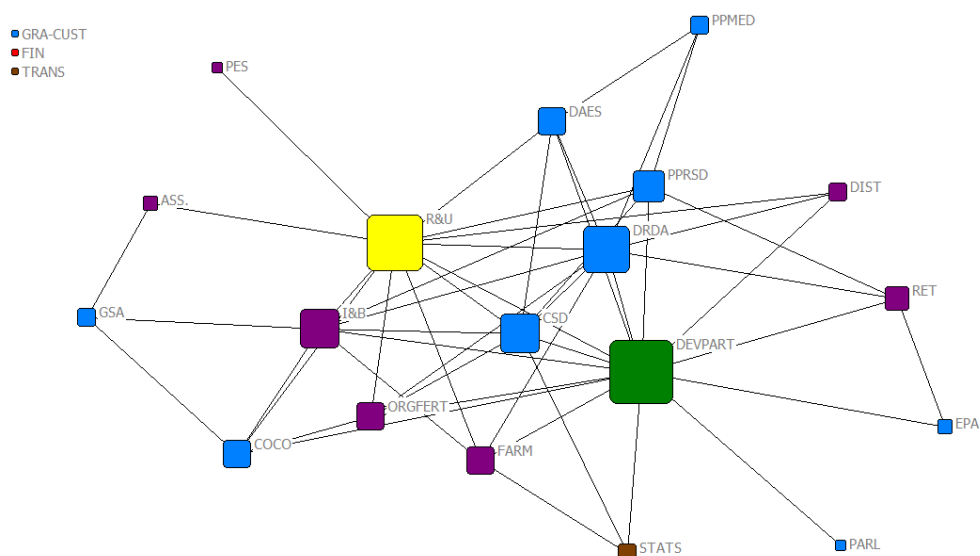 GRA-CUST
FIN
TRANS
PPMED
PES
DAES
PPRSD
DIST
ASS.
R&U
DRDA
RET
GSA
I&B
CSD
DEVPART
ORGFERT
EPA
COCO
FARM
STATS
PARL